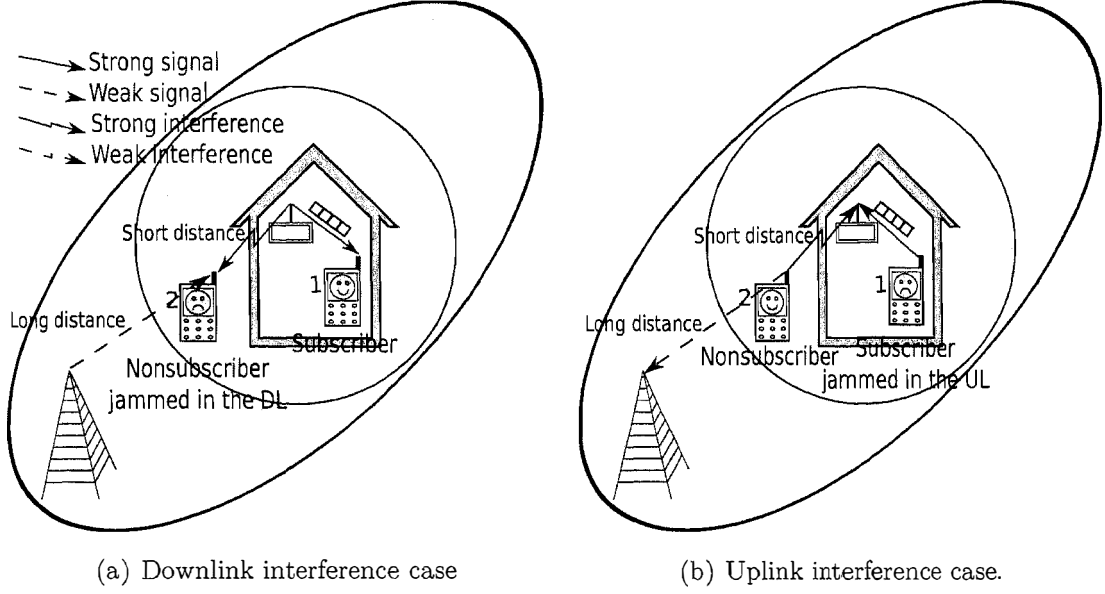 Strong signal
Weak signal
Strong interference
Weak interference
Short distance
1
2
Long distance
Subscriber
Nonsubscriber
jammed in the DL
Short distance
1
2
Long distance
Nonsubscriber
Subscriber
jammed in the UL
(a) Downlink interference case
(b) Uplink interference case.